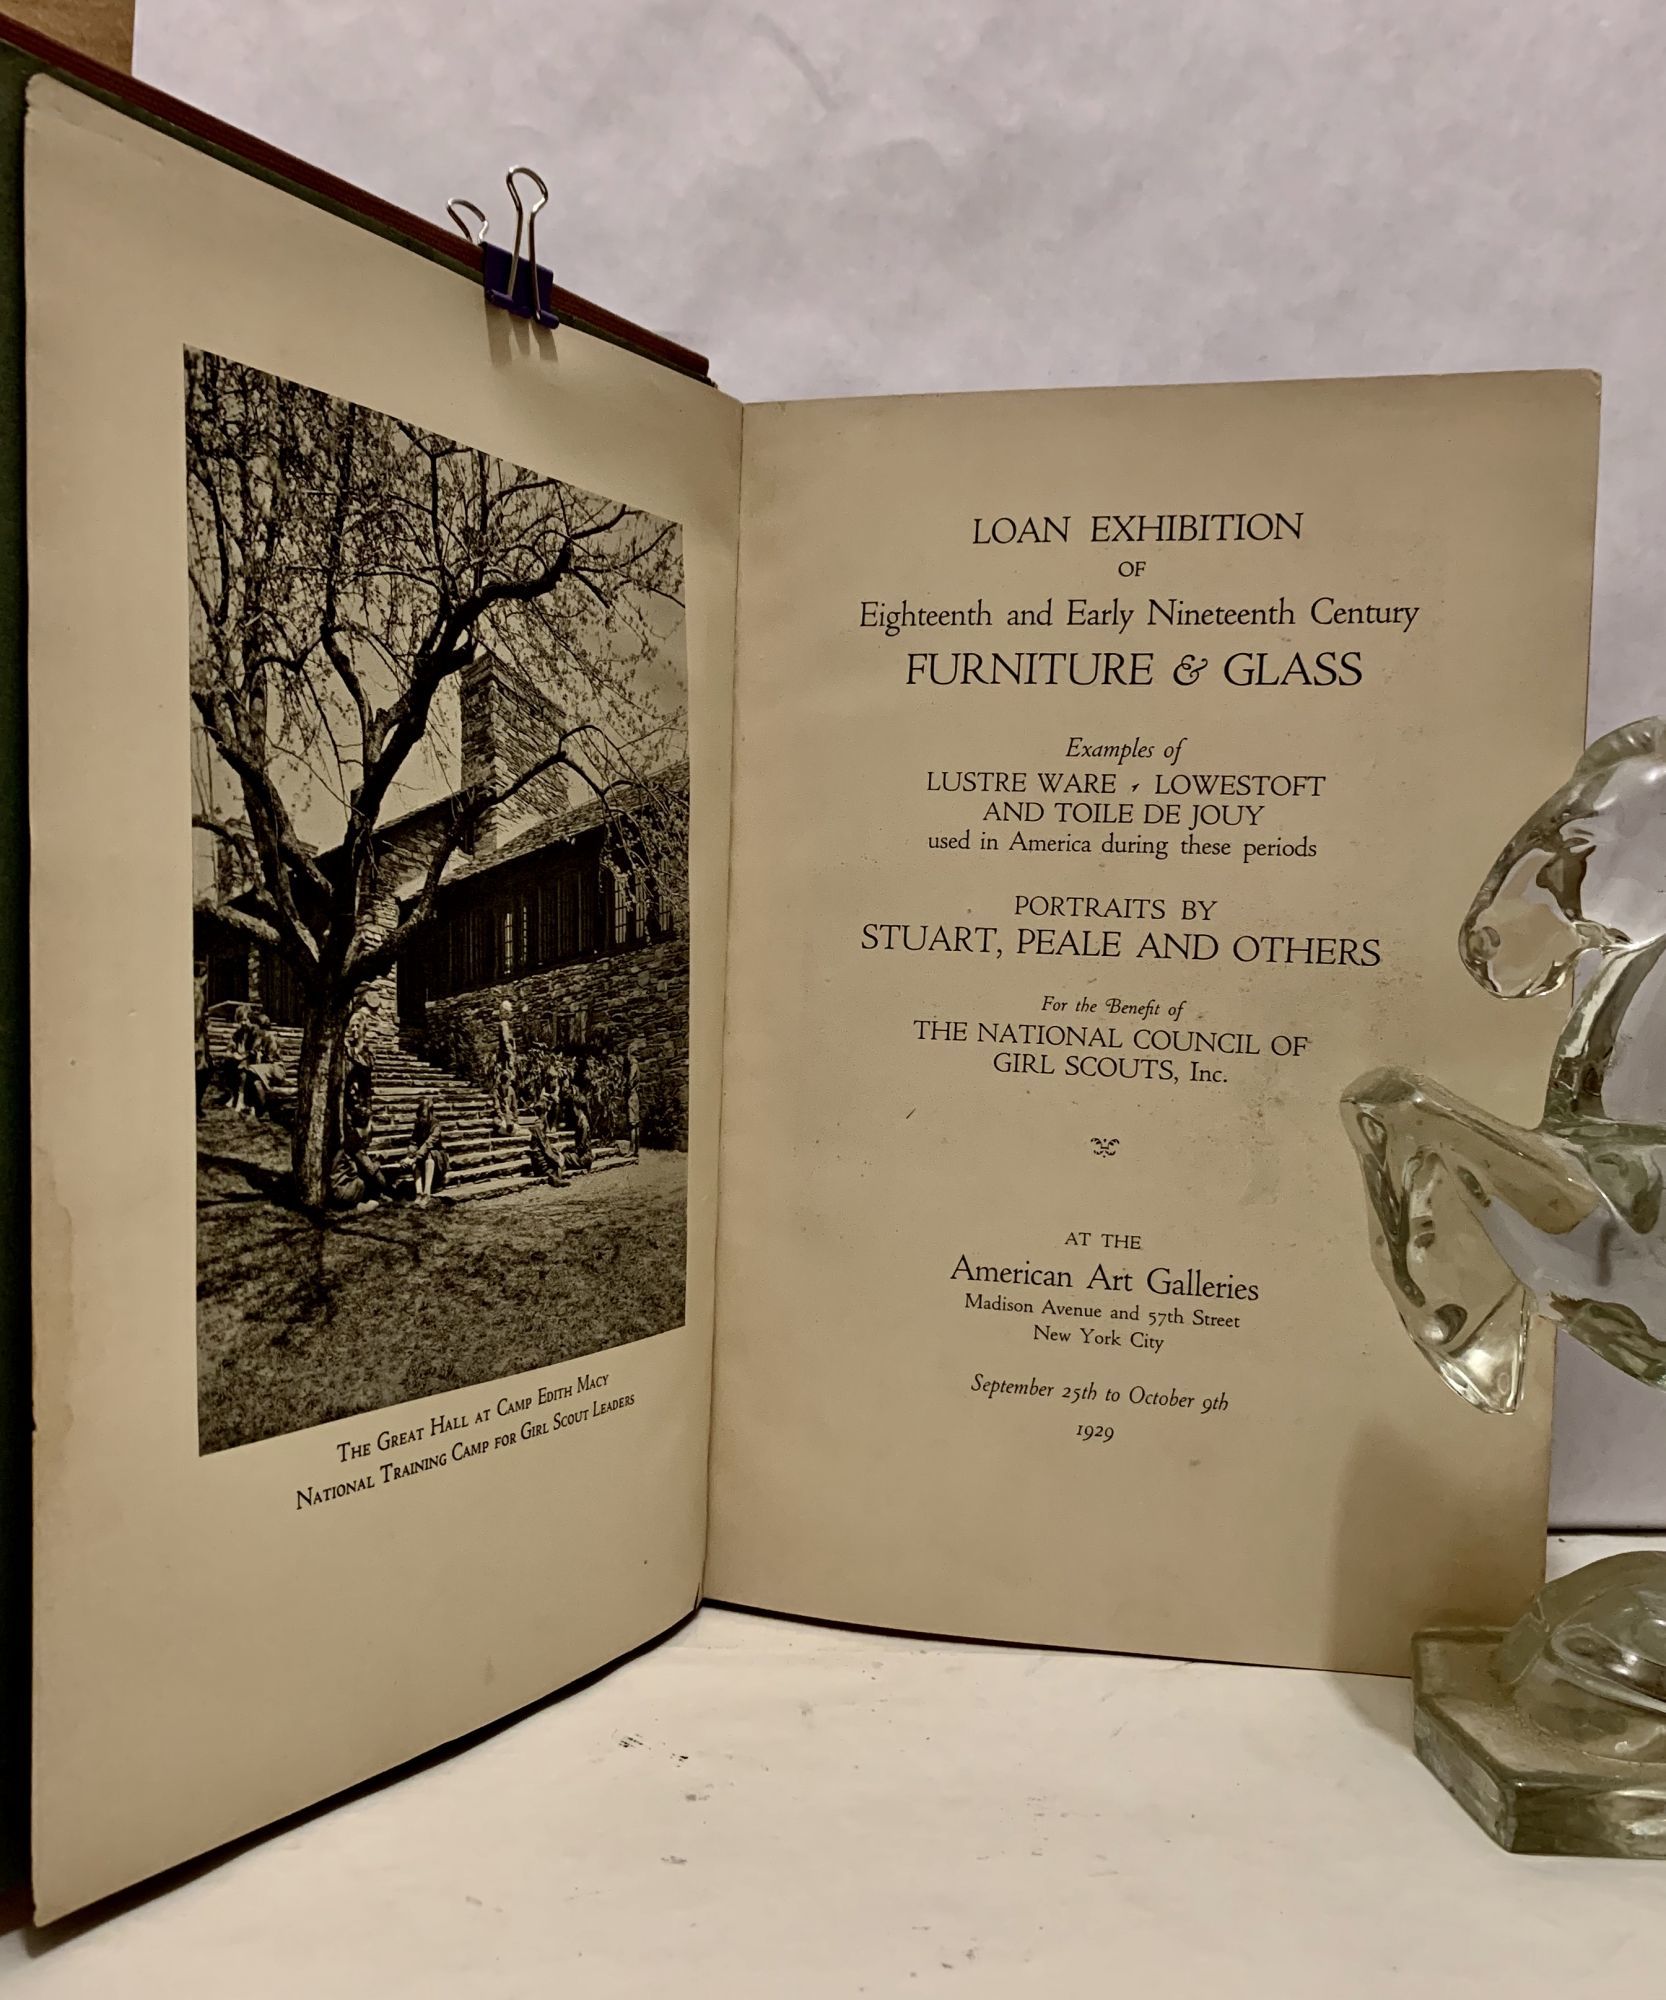 THE GREAT HALL AT CAMP EDITH MACY
NATIONAL TRAINING CAMP FOR GIRL SCOUT LEADERS
LOAN EXHIBITION
OF
Eighteenth and Early Nineteenth Century
FURNITURE & GLASS
Examples of
LUSTRE WARE , LOWESTOFT
AND TOILE DE JOUY
used in America during these periods
PORTRAITS BY
STUART, PEALE AND OTHERS
For the Benefit of
THE NATIONAL COUNCIL OF
GIRL SCOUTS, Inc.
AT THE
American Art Galleries
Madison Avenue and 57th Street
New York City
September 25th to October 9th
1929